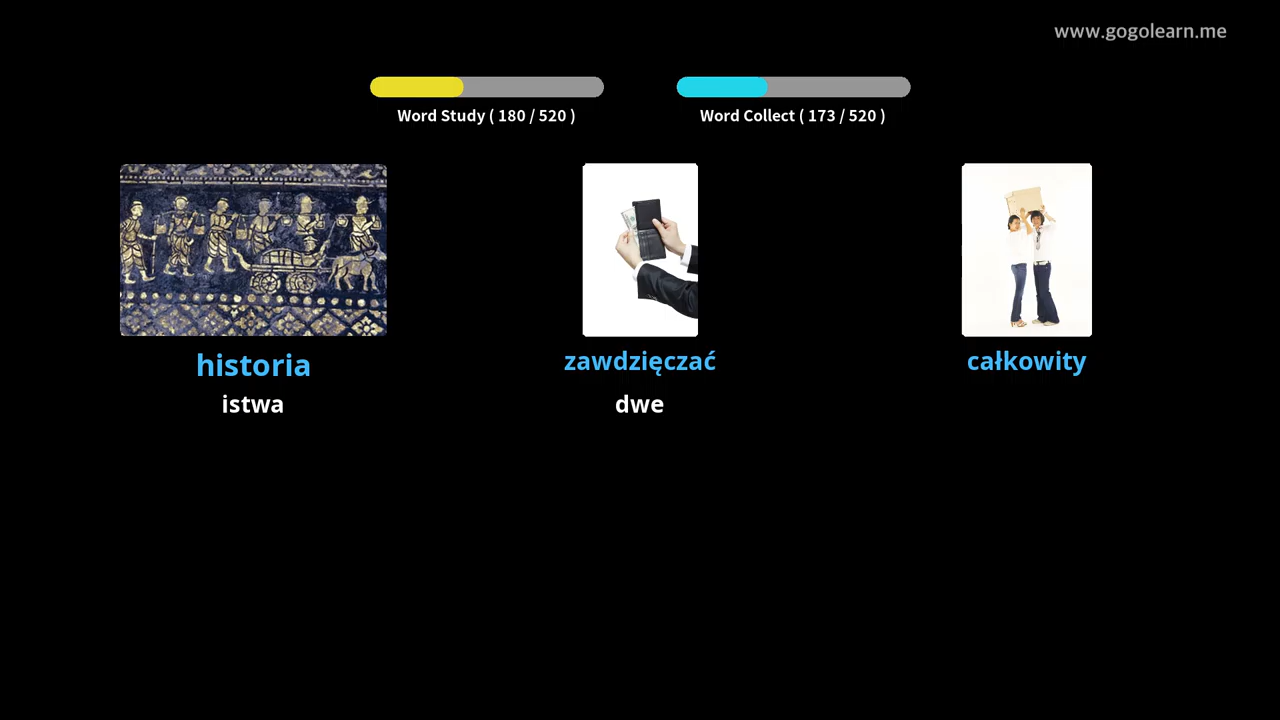 www.gogolearn.me
Word Study ( 180 / 520 )
Word Collect ( 173 / 520 )
historia
istwa
zawdzięczać
dwe
całkowity